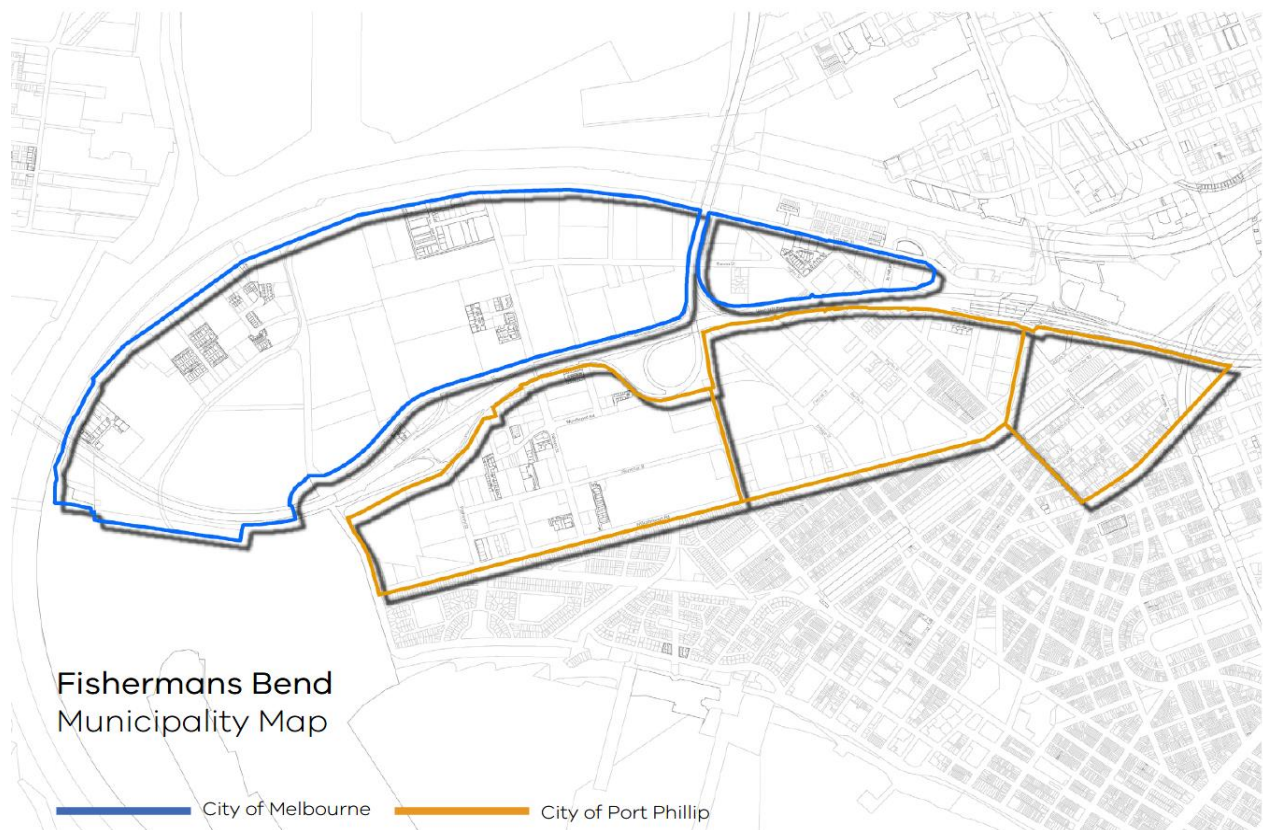 Fishermans Bend
Municipality Map
City of Melbourne
City of Port Phillip